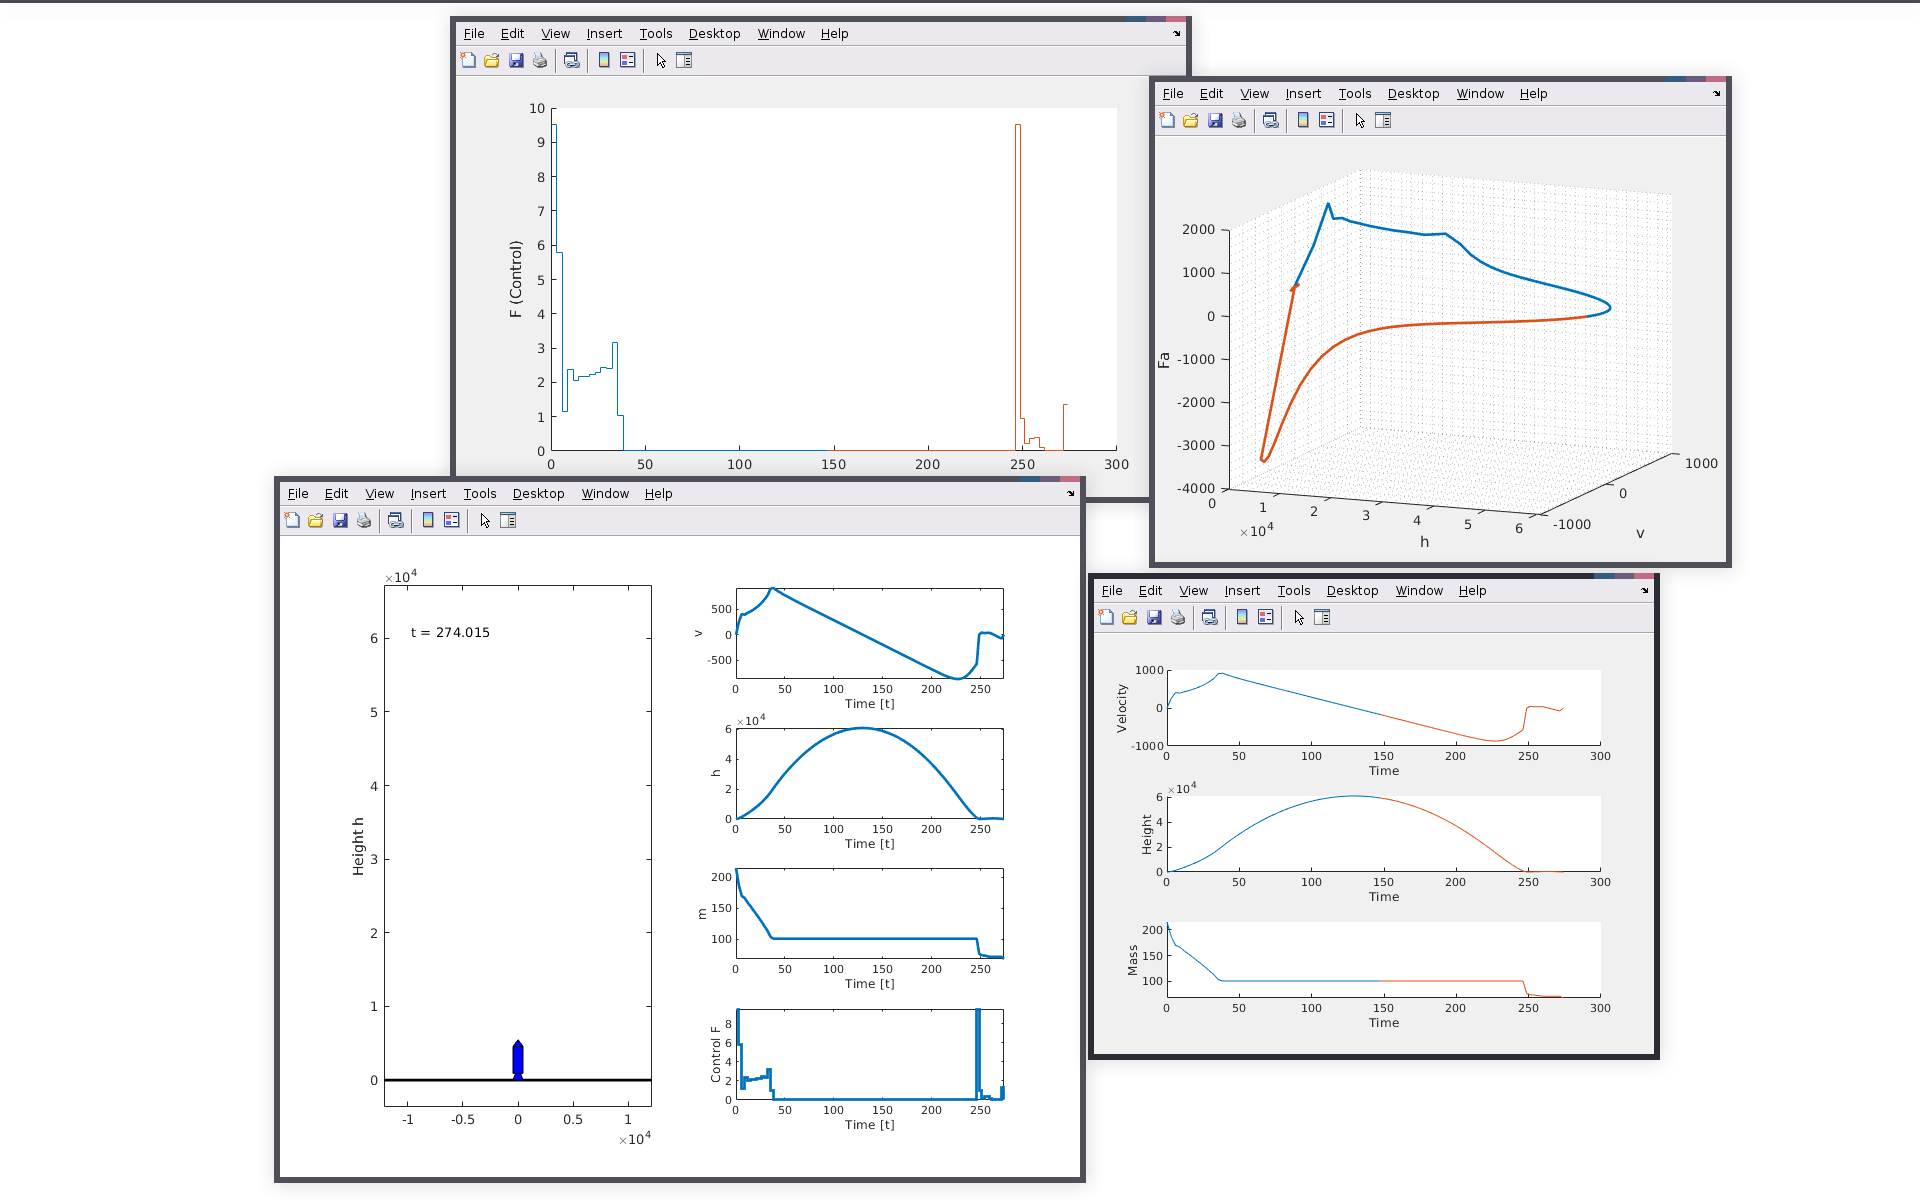 File Edit View Insert Tools Desktop Window Help
10
9
8
7
6
5
4
3
2
1
0
F (Control)
0 50 100 150 200 250 300
File Edit View Insert Tools Desktop Window Help
2000
1000
0
-1000
-2000
-3000
-4000
Fa
0 1 2 3 4 5 6
×10^4
h
-1000 0 1000
v
File Edit View Insert Tools Desktop Window Help
×10^4
t = 274.015
6
5
4
3
2
1
0
Height h
-1 -0.5 0 0.5 1
×10^4
500
0
-500
v
0 50 100 150 200 250
Time [t]
×10^4
6
4
2
0
h
0 50 100 150 200 250
Time [t]
200
150
100
m
0 50 100 150 200 250
Time [t]
8
6
4
2
0
Control F
0 50 100 150 200 250
Time [t]
File Edit View Insert Tools Desktop Window Help
1000
0
-1000
Velocity
0 50 100 150 200 250 300
Time
×10^4
6
4
2
0
Height
0 50 100 150 200 250 300
Time
200
150
100
Mass
0 50 100 150 200 250 300
Time